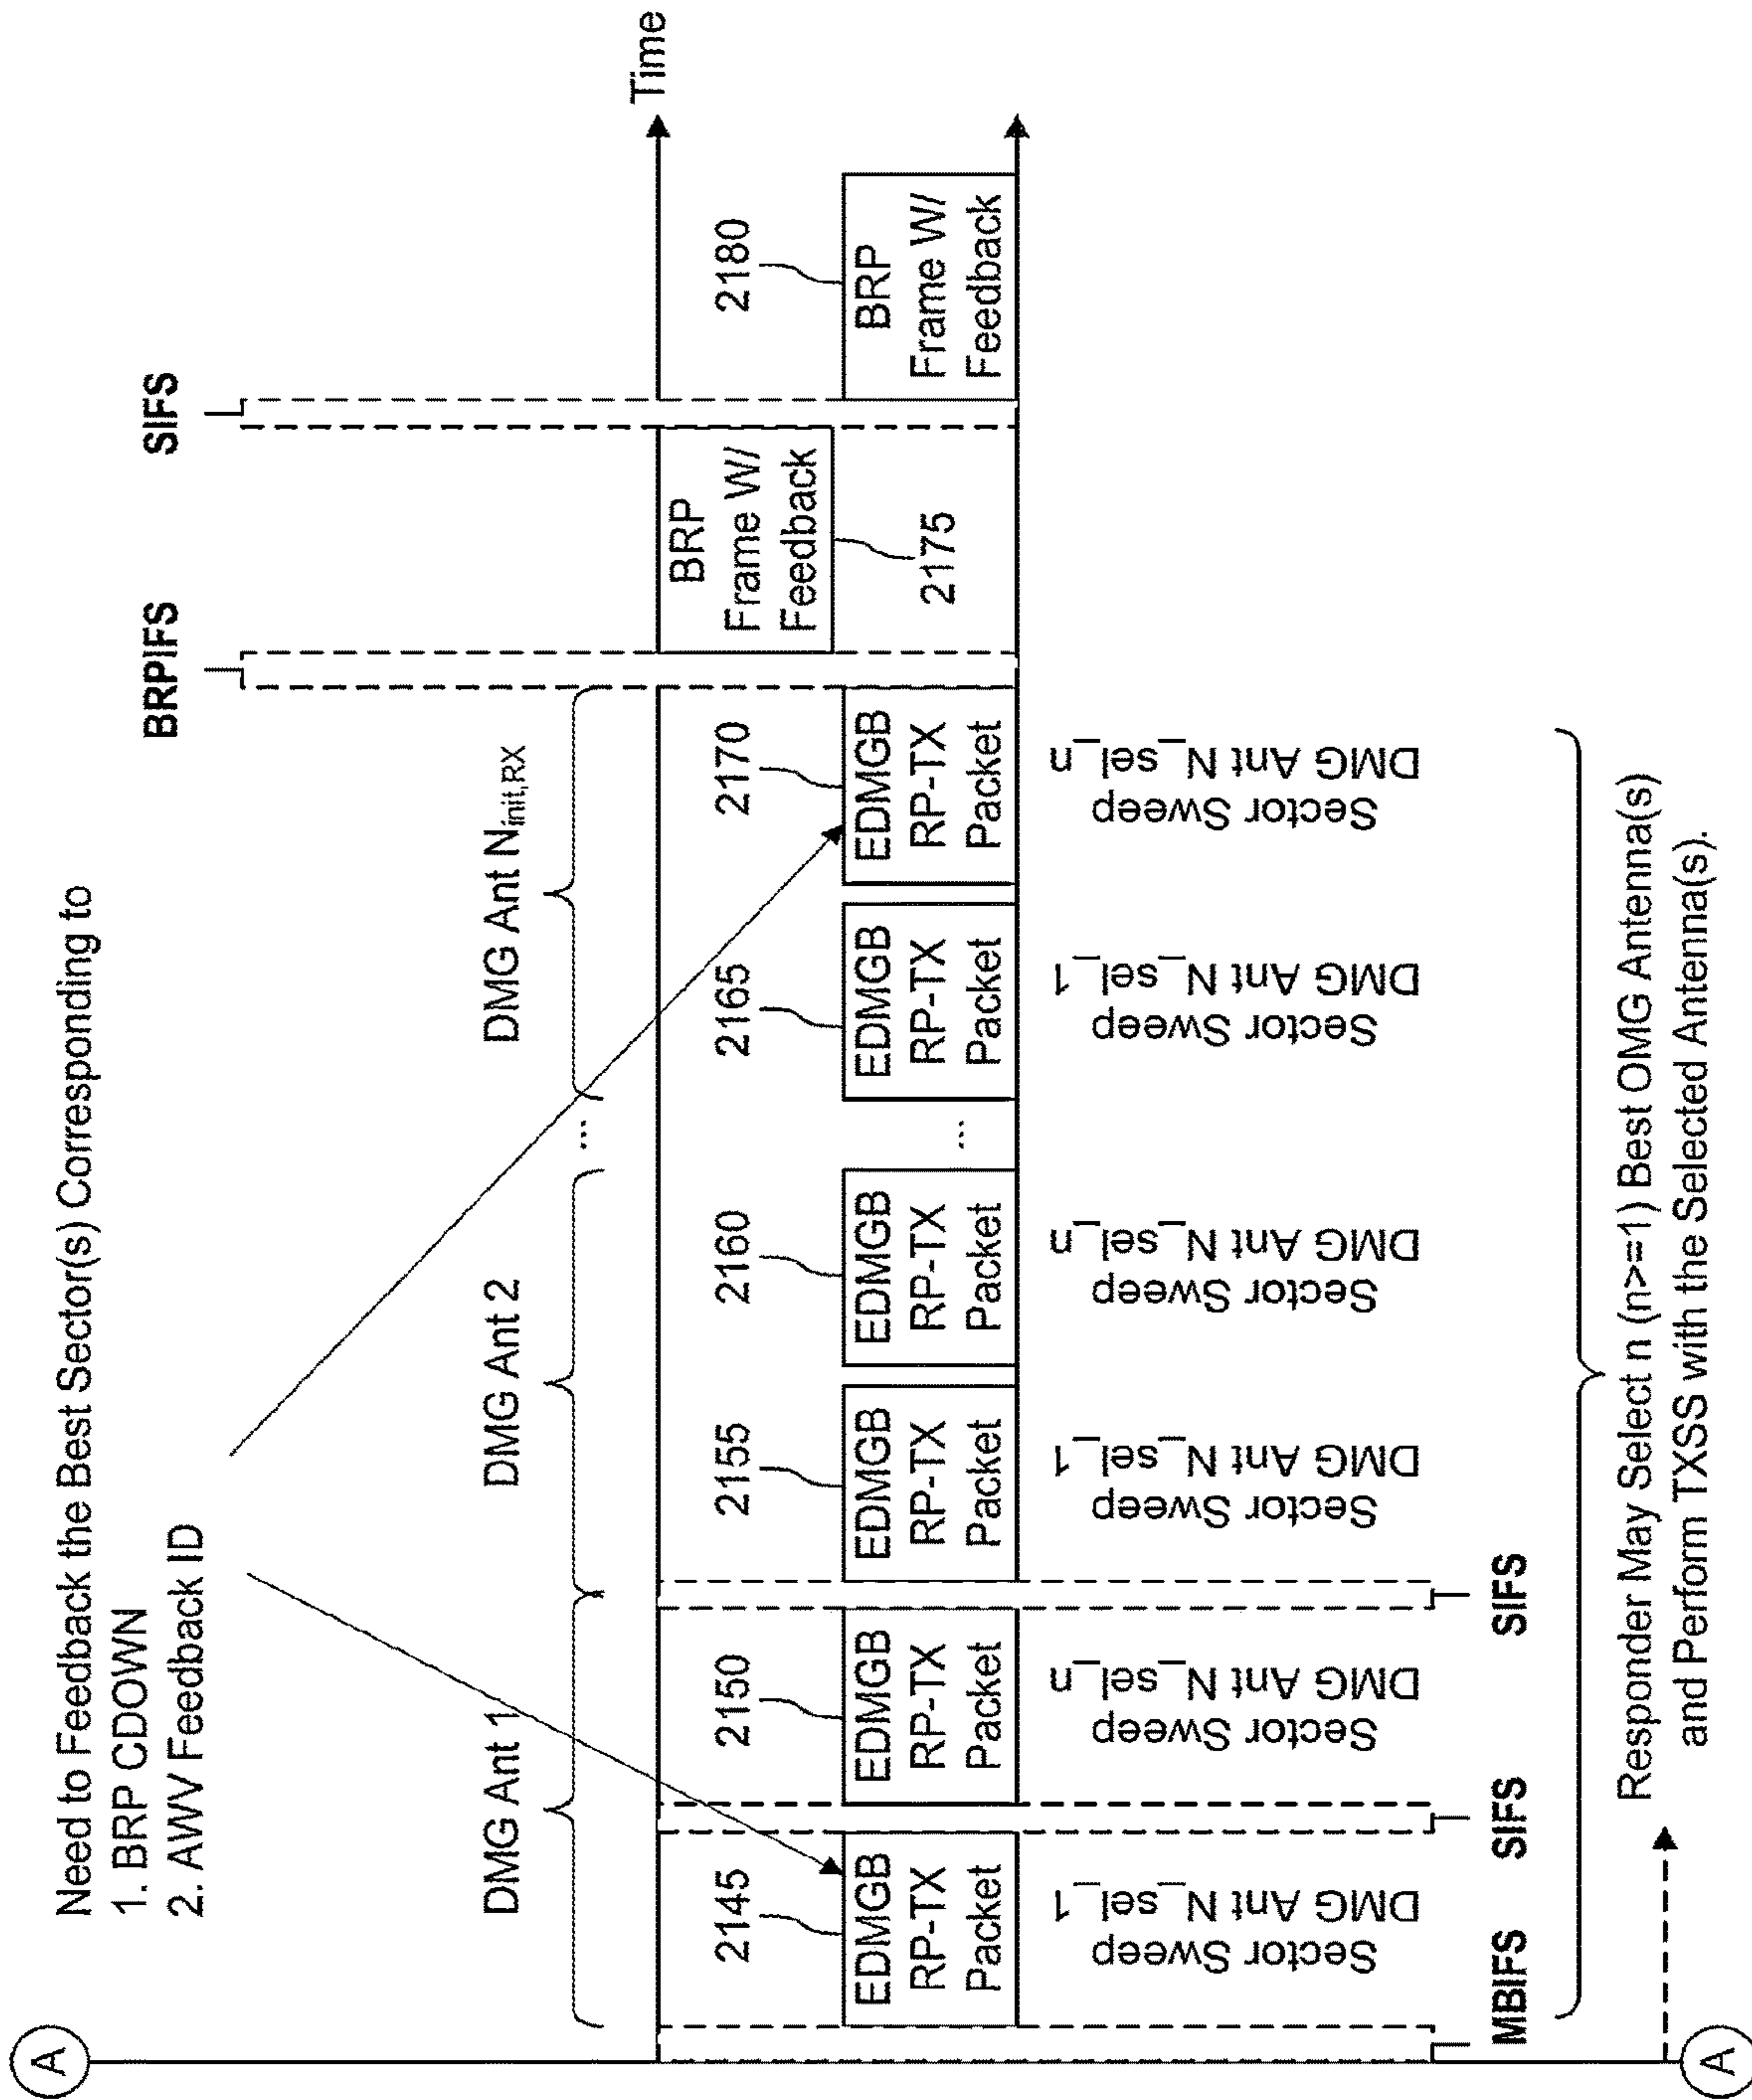 Need to Feedback the Best Sector(s) Corresponding to
1. BRP CDOWN
2. AWV Feedback ID
BRPIFS
SIFS
DMG Ant 1
DMG Ant 2
...
DMG Ant Ninit,RX
Time
A
2145
2150
2155
2160
2165
2170
2180
EDMGB
RP-TX
Packet
EDMGB
RP-TX
Packet
EDMGB
RP-TX
Packet
EDMGB
RP-TX
Packet
...
EDMGB
RP-TX
Packet
EDMGB
RP-TX
Packet
BRP
Frame W/
Feedback
2175
BRP
Frame W/
Feedback
Sector Sweep
DMG Ant N_sel_1
Sector Sweep
DMG Ant N_sel_n
Sector Sweep
DMG Ant N_sel_1
Sector Sweep
DMG Ant N_sel_n
Sector Sweep
DMG Ant N_sel_1
Sector Sweep
DMG Ant N_sel_n
MBIFS
SIFS
SIFS
Responder May Select n (n>=1) Best OMG Antenna(s)
and Perform TXSS with the Selected Antenna(s).
A